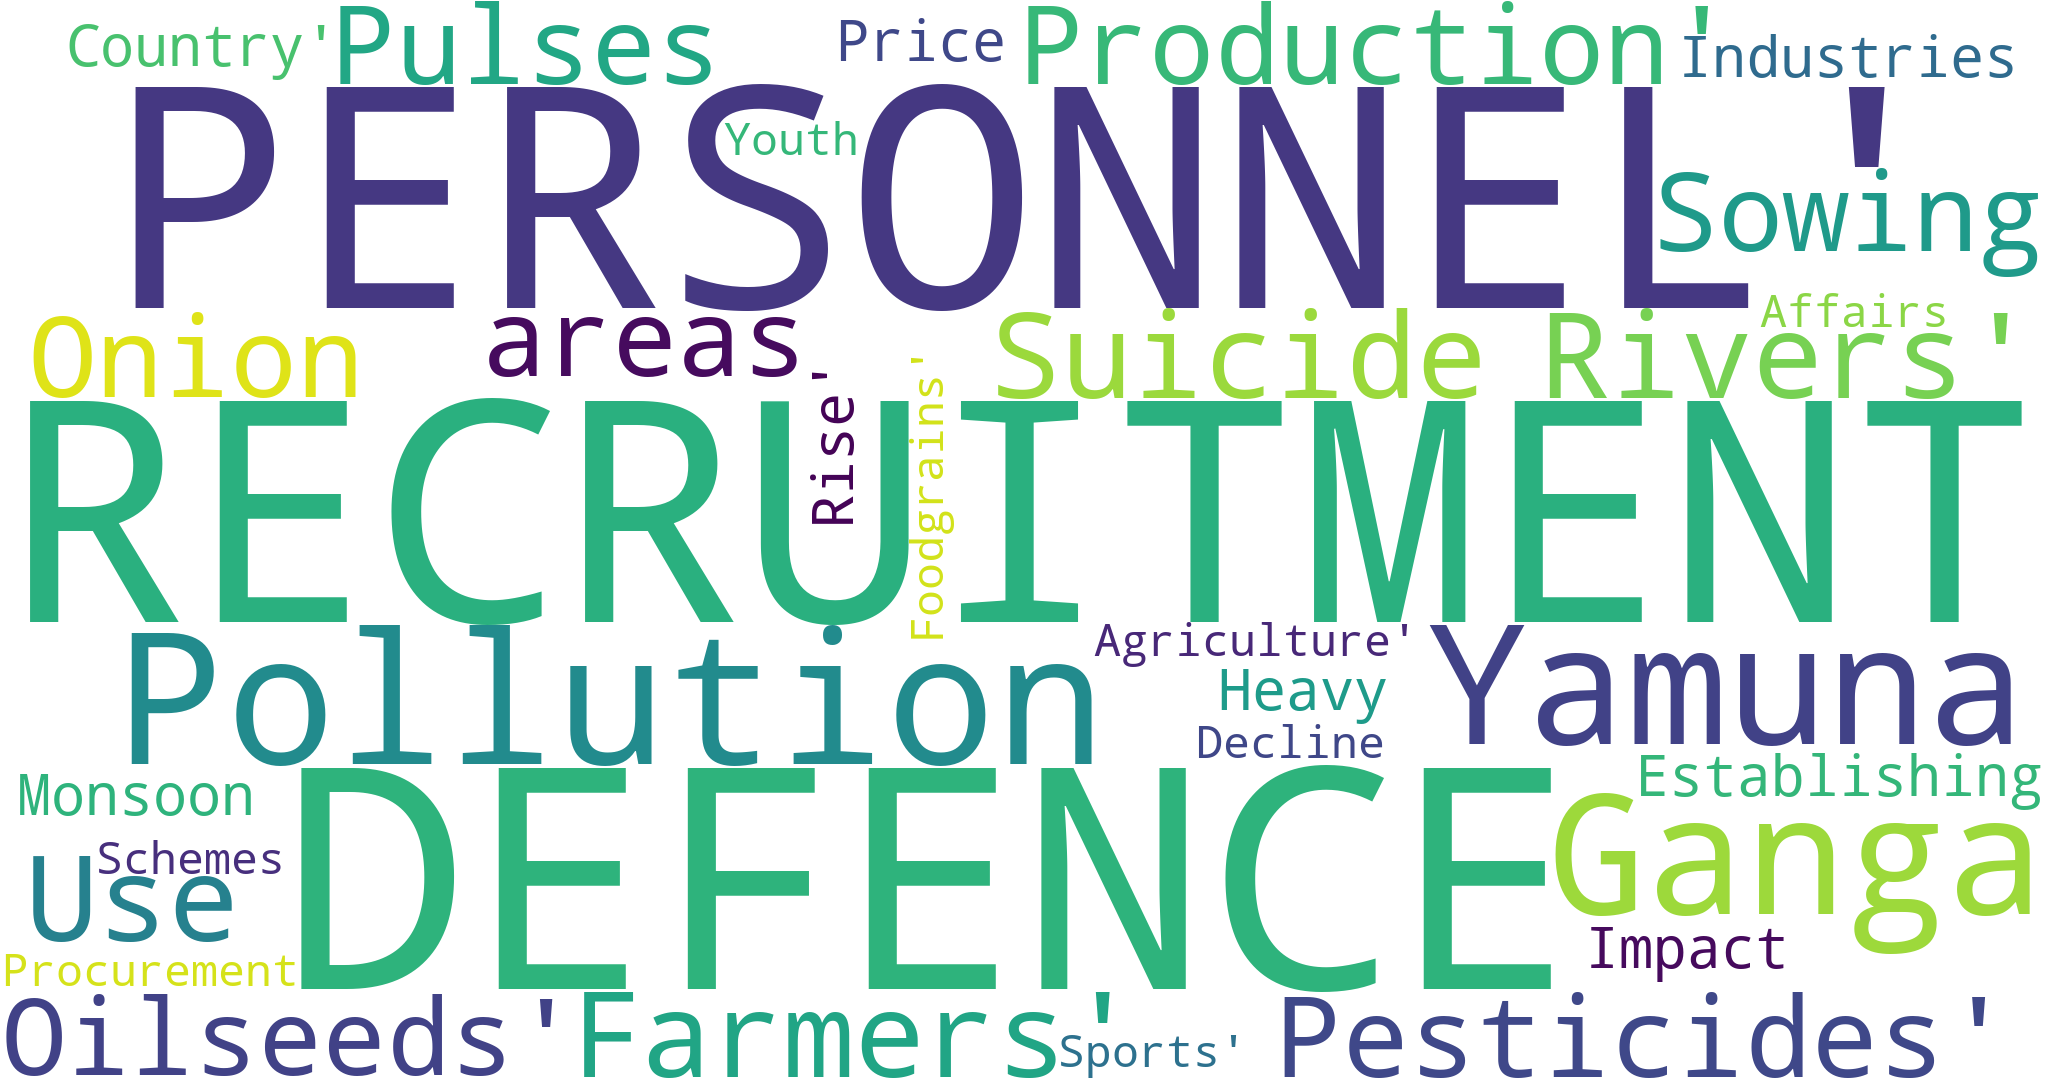 Country' Pulses Price Production' Industries
PERSONNEL'
Youth
Sowing
Onion areas Suicide Rivers' Affairs
Rise'
Foodgrains'
RECRUITMENT
Pollution Agriculture' Yamuna
Heavy
Decline
Monsoon Establishing
Schemes
Use DEFENCE Ganga
Procurement Impact
Oilseeds' Farmers' Sports' Pesticides'